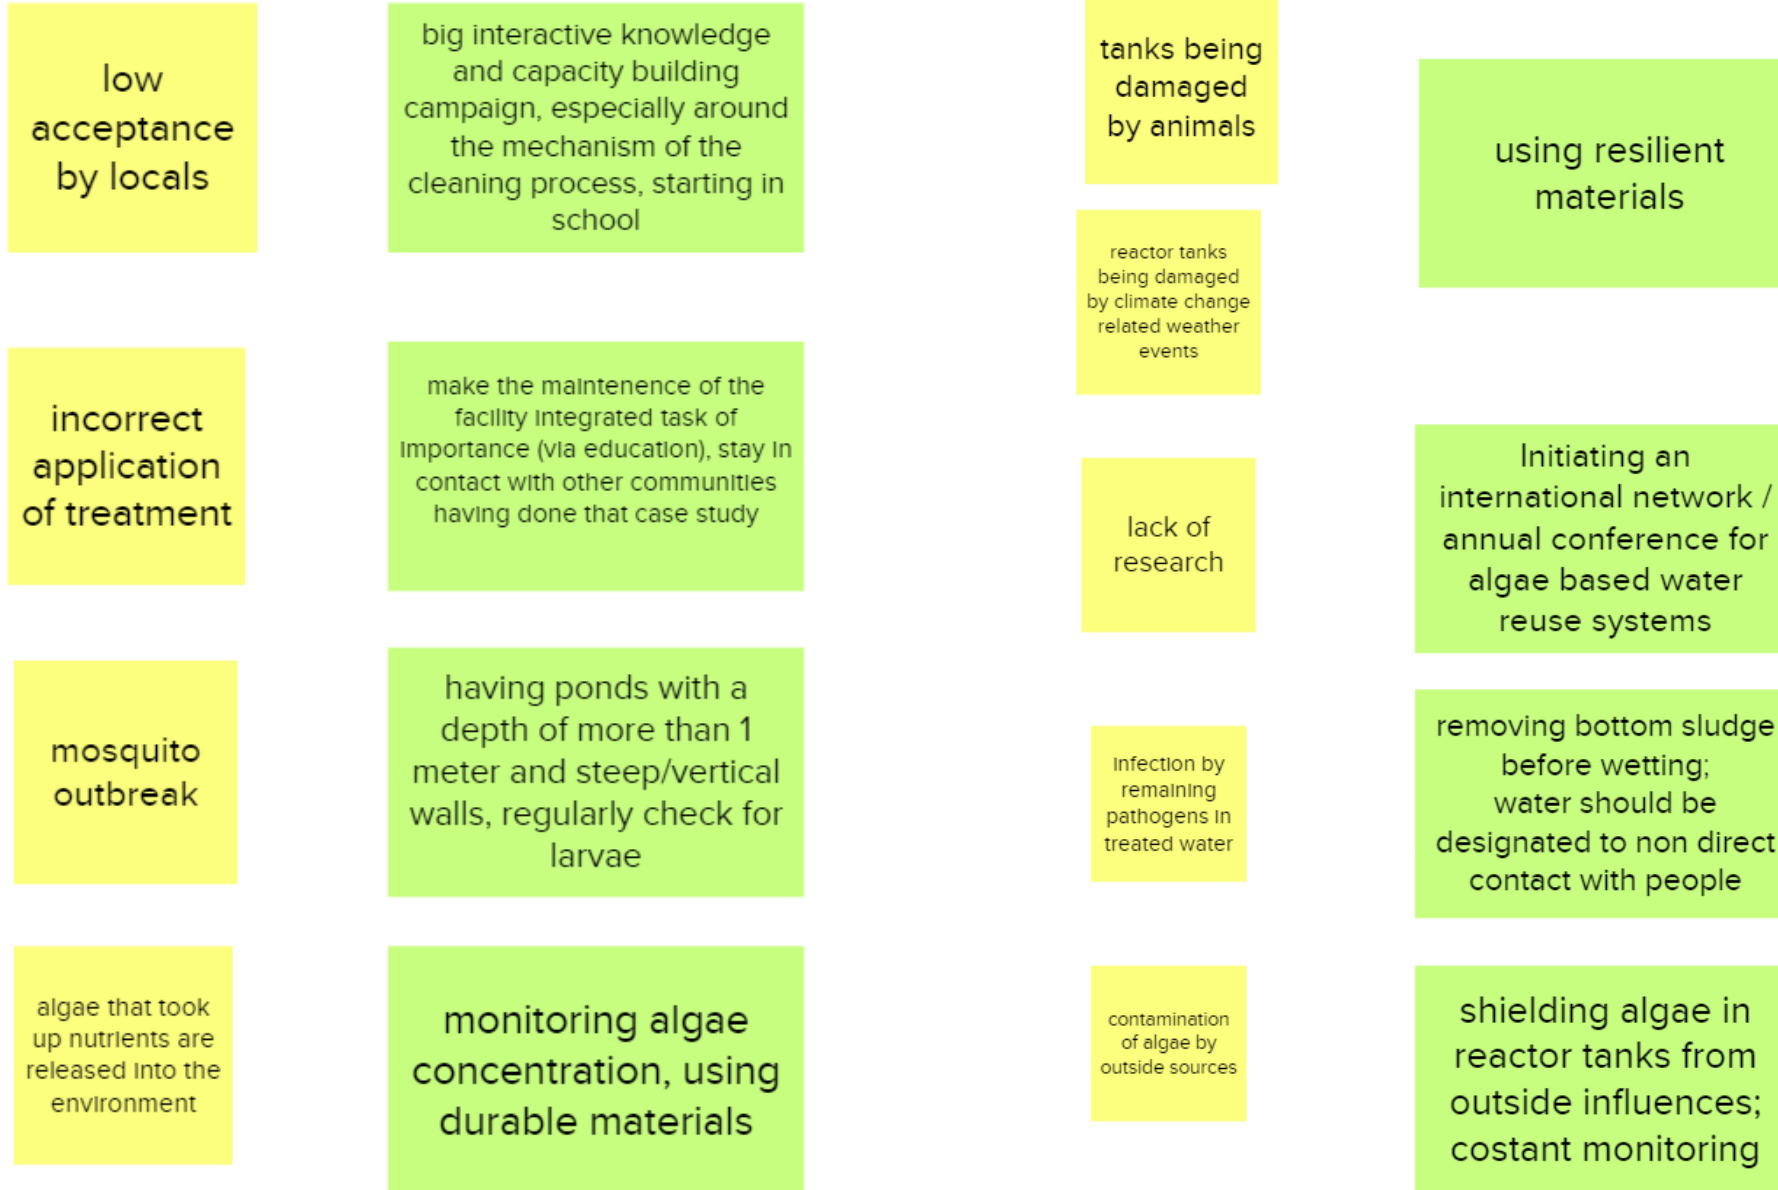 low
acceptance
by locals
big interactive knowledge
and capacity building
campaign, especially around
the mechanism of the
cleaning process, starting in
school
incorrect
application
of treatment
make the maintenence of the
facility integrated task of
importance (via education), stay in
contact with other communities
having done that case study
mosquito
outbreak
having ponds with a
depth of more than 1
meter and steep/vertical
walls, regularly check for
larvae
algae that took
up nutrients are
released into the
environment
monitoring algae
concentration, using
durable materials
tanks being
damaged
by animals
reactor tanks
being damaged
by climate change
related weather
events
using resilient
materials
lack of
research
Initiating an
international network /
annual conference for
algae based water
reuse systems
infection by
remaining
pathogens in
treated water
removing bottom sludge
before wetting;
water should be
designated to non direct
contact with people
contamination
of algae by
outside sources
shielding algae in
reactor tanks from
outside influences;
costant monitoring